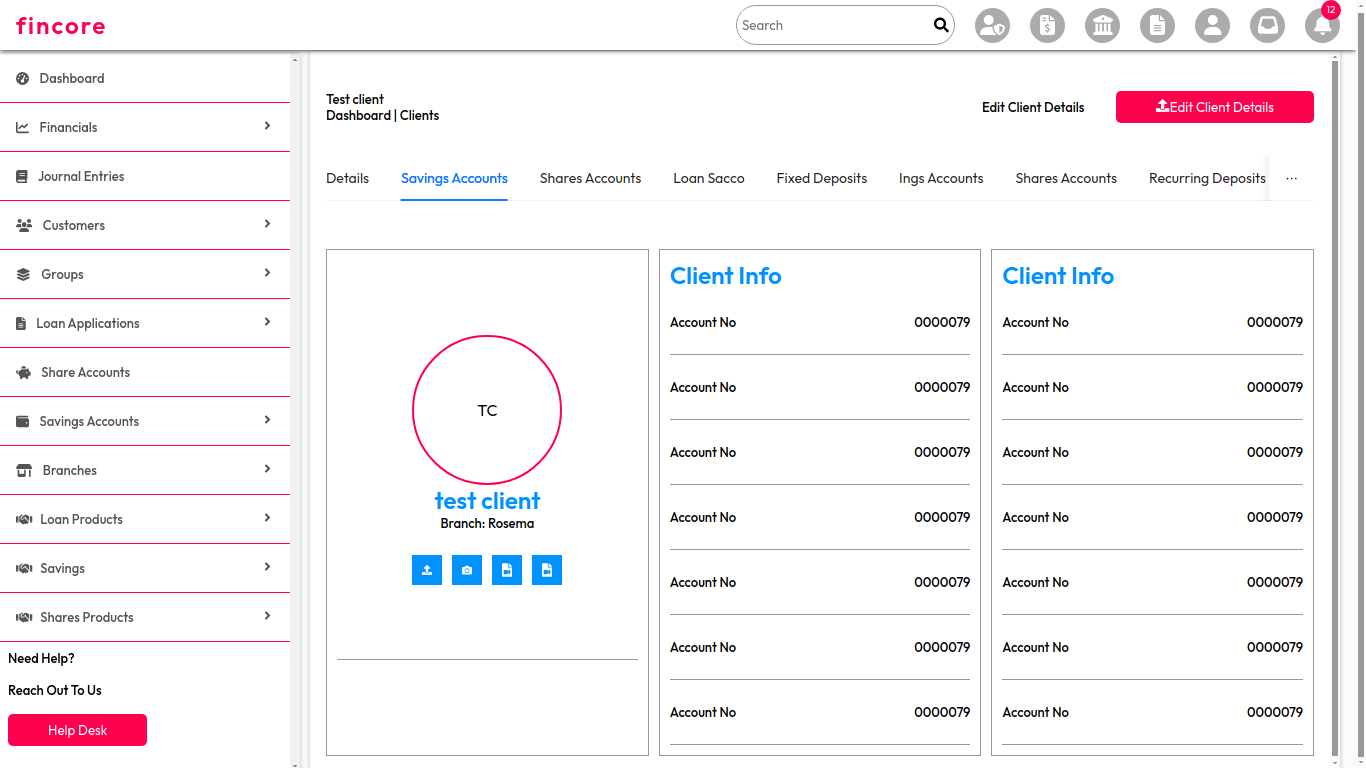 fincore
Search
12
Dashboard
Financials
Journal Entries
Customers
Groups
Loan Applications
Share Accounts
Savings Accounts
Branches
Loan Products
Savings
Shares Products
Need Help?
Reach Out To Us
Help Desk
Test client
Dashboard | Clients
Edit Client Details
Edit Client Details
Details Savings Accounts Shares Accounts Loan Sacco Fixed Deposits Ings Accounts Shares Accounts Recurring Deposits ...
TC
test client
Branch: Rosema
Client Info
Account No 0000079
Account No 0000079
Account No 0000079
Account No 0000079
Account No 0000079
Account No 0000079
Account No 0000079
Client Info
Account No 0000079
Account No 0000079
Account No 0000079
Account No 0000079
Account No 0000079
Account No 0000079
Account No 0000079